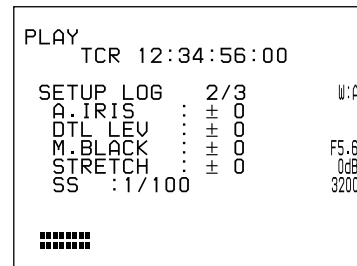 PLAY
TCR 12:34:56:00
SETUP LOG 2/3 W:A
A.IRIS : ± 0
DTL LEV : ± 0
M.BLACK : ± 0 F5.6
STRETCH : ± 0 0dB
SS :1/100 3200